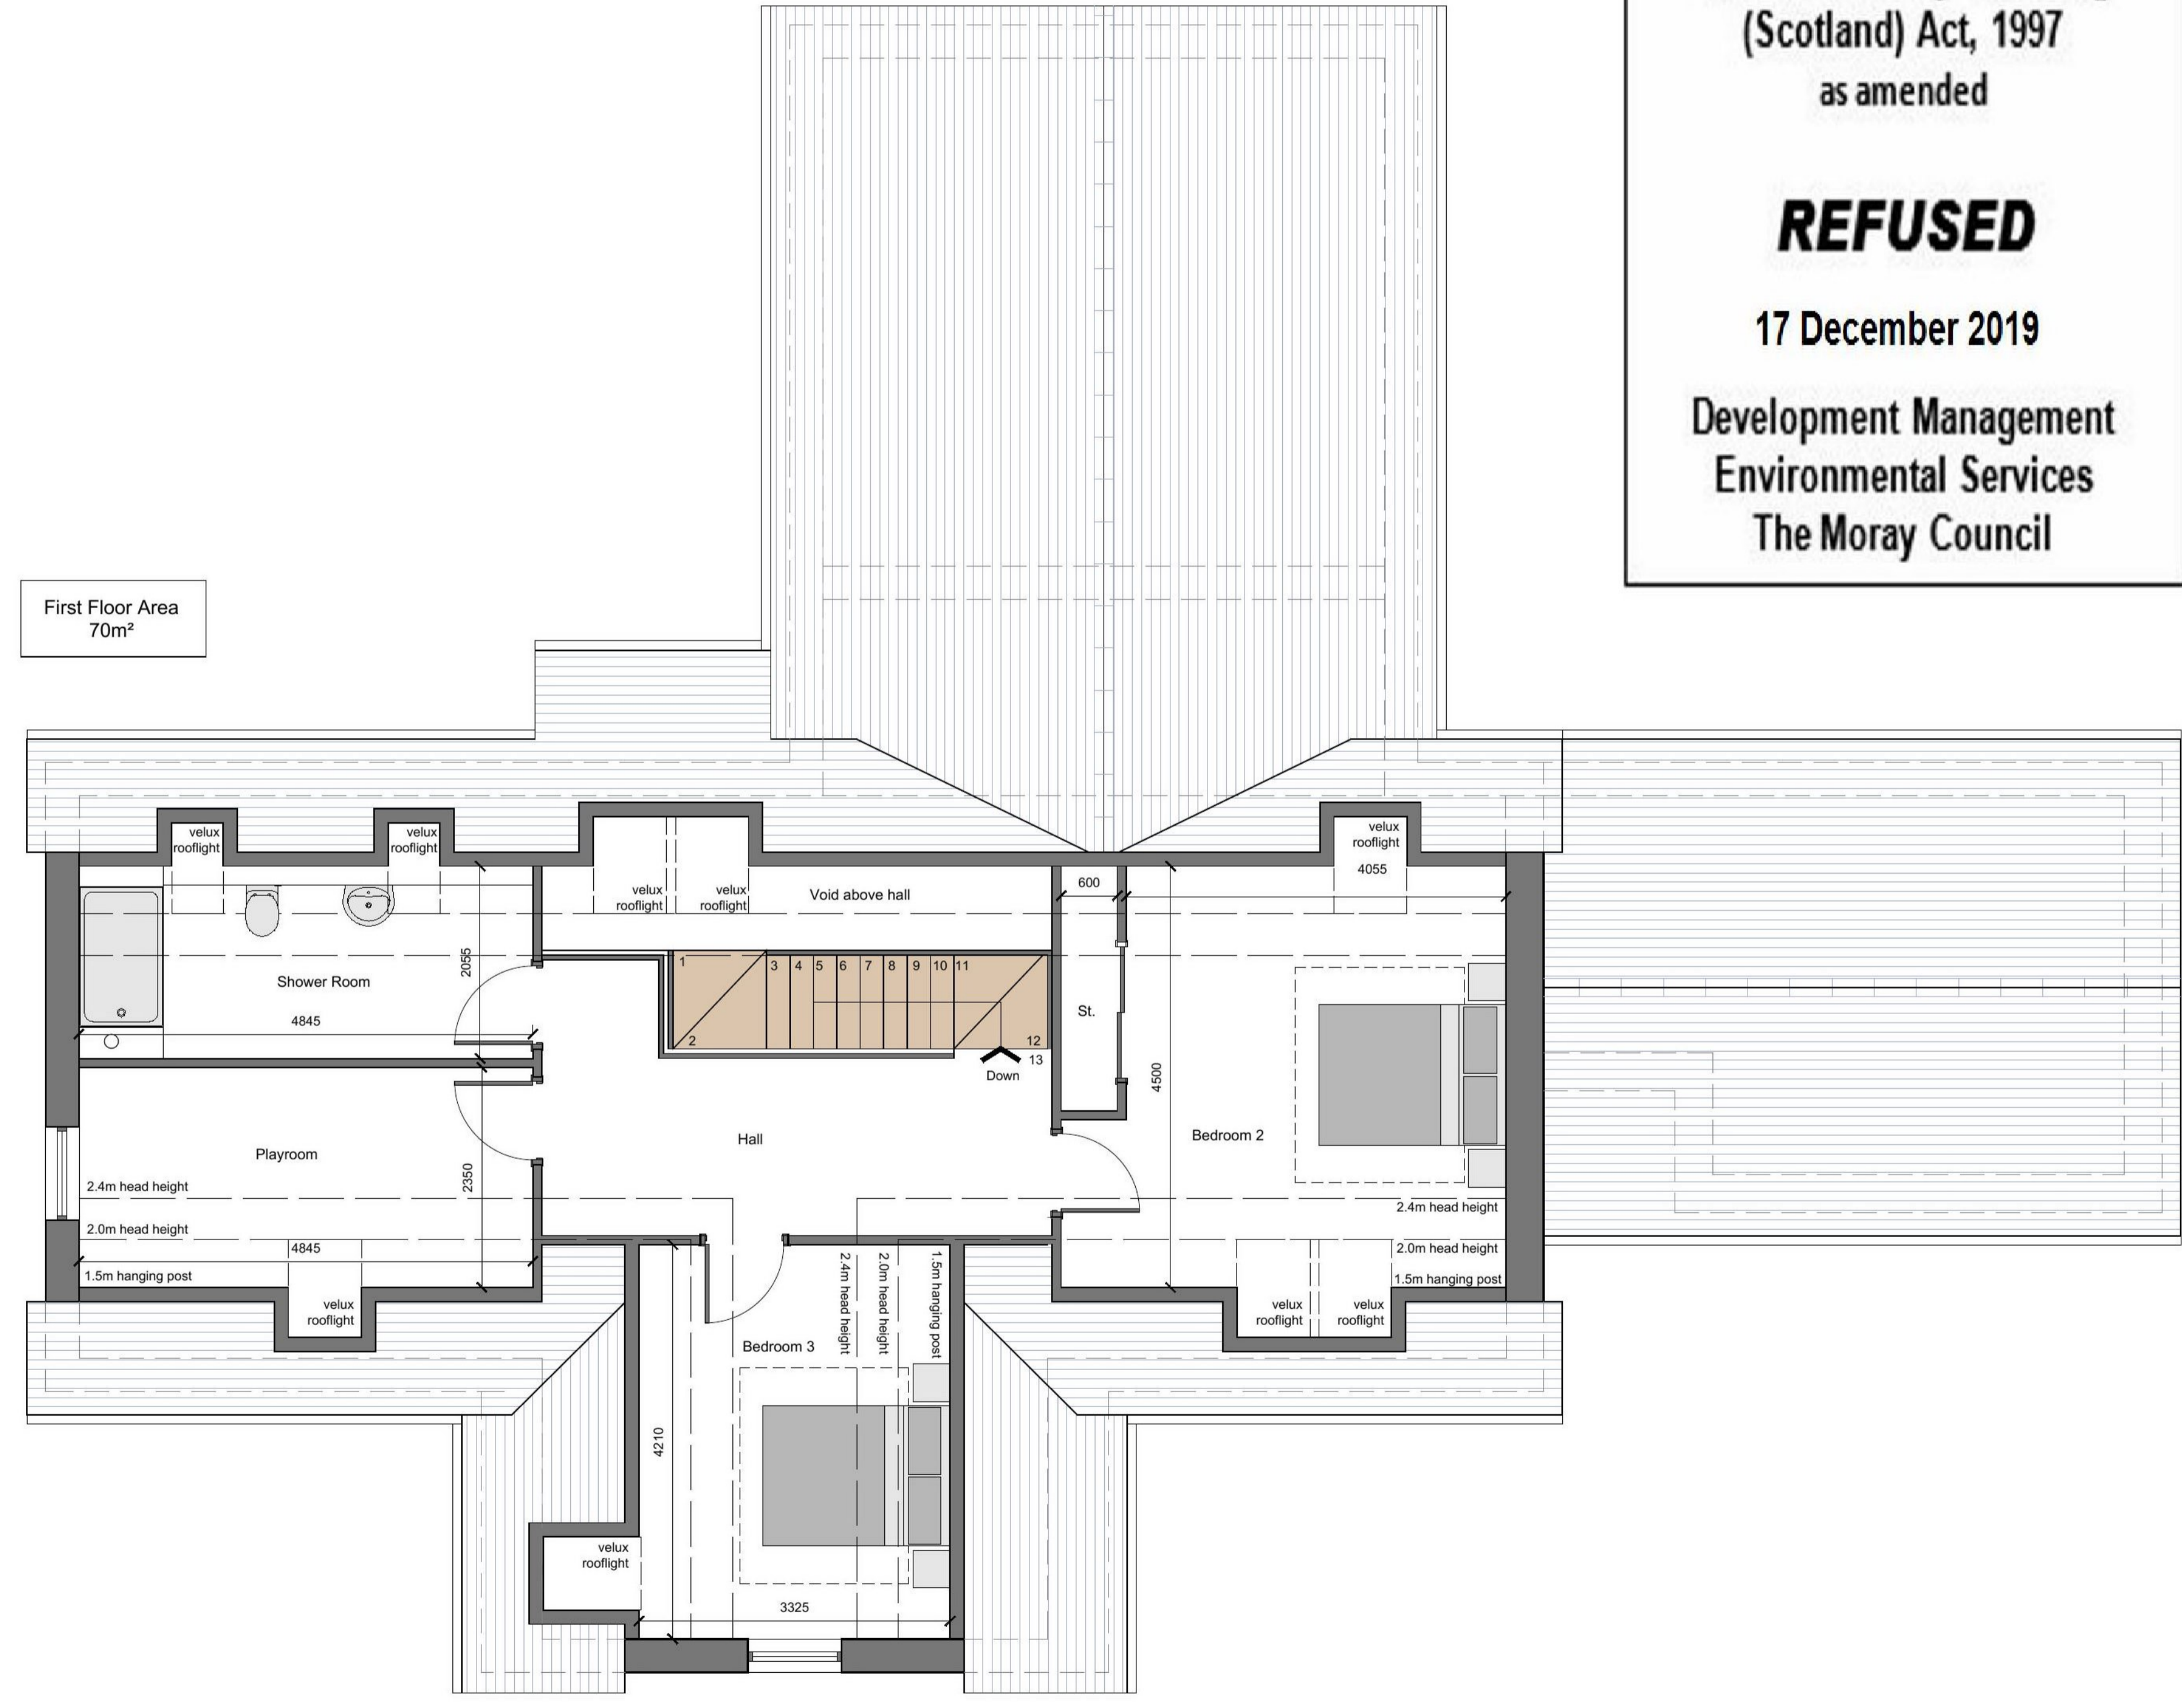 (Scotland) Act, 1997
as amended
REFUSED
17 December 2019
Development Management
Environmental Services
The Moray Council
First Floor Area
70m²
velux
rooflight
velux
rooflight
velux
rooflight
velux
rooflight
Void above hall
600
velux
rooflight
4055
Shower Room
2055
4845
1
2
3
4
5
6
7
8
9
10
11
12
13
Down
St.
4500
Bedroom 2
Hall
Playroom
2350
2.4m head height
2.0m head height
4845
1.5m hanging post
velux
rooflight
2.4m head height
2.0m head height
1.5m hanging post
2.4m head height
2.0m head height
1.5m hanging post
velux
rooflight
velux
rooflight
Bedroom 3
4210
velux
rooflight
3325